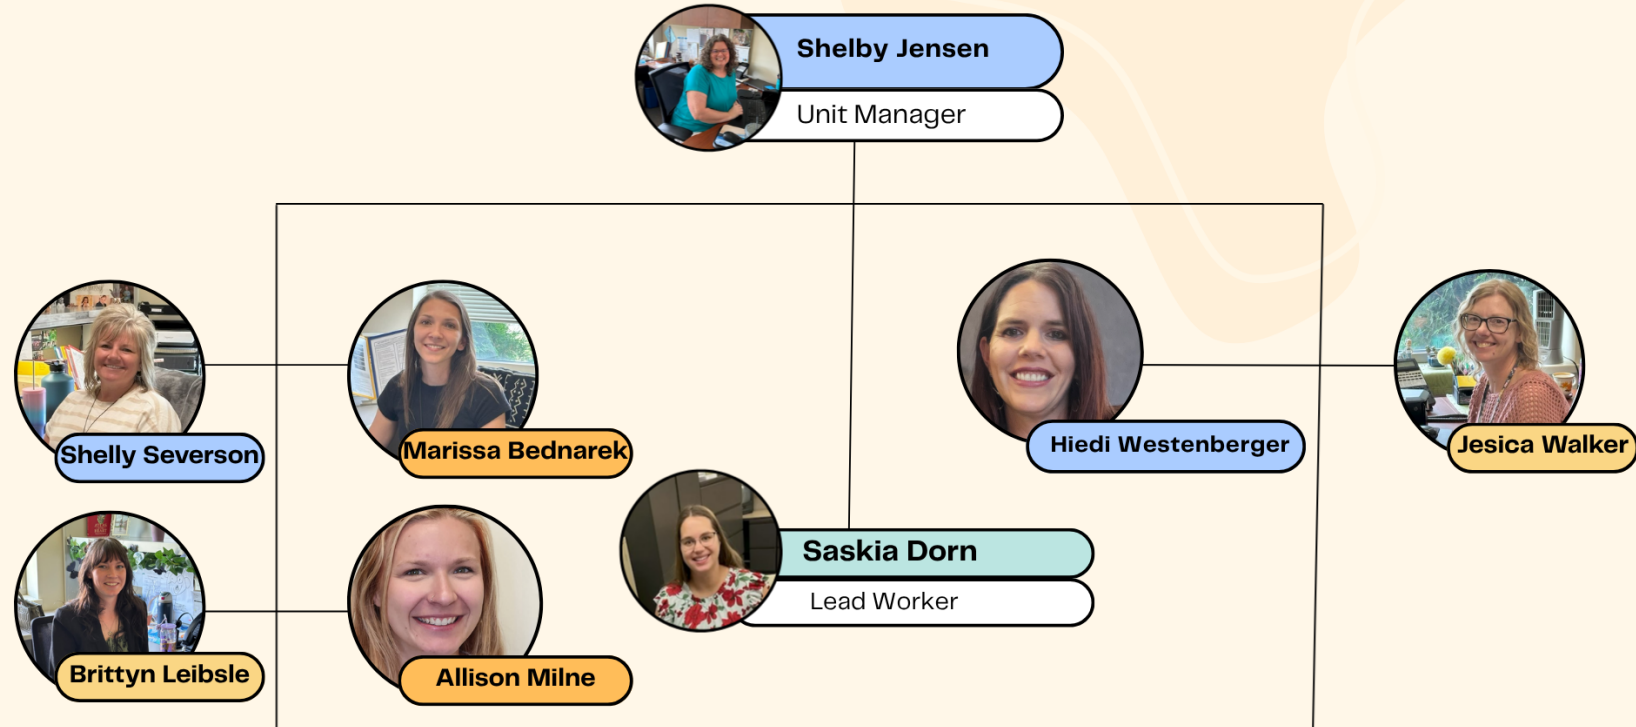 Shelby Jensen
Unit Manager
Shelly Severson
Marissa Bednarek
Hiedi Westenberger
Jesica Walker
Saskia Dorn
Lead Worker
Brittyn Leibsle
Allison Milne